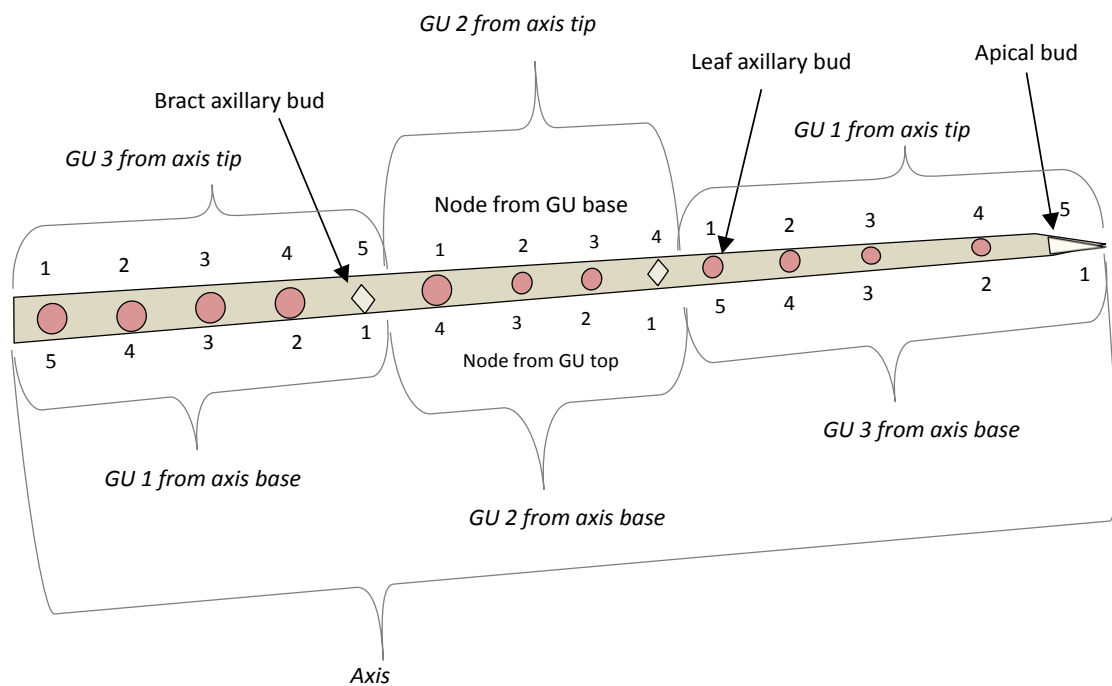 GU 2 from axis tip
Leaf axillary bud
Apical bud
Bract axillary bud
GU 1 from axis tip
GU 3 from axis tip
Node from GU base
1 2 3 4 5 1 2 3 4 1 2 3 4 5
5 4 3 2 1 4 3 2 1 5 4 3 2 1
Node from GU top
GU 3 from axis base
GU 1 from axis base
GU 2 from axis base
Axis